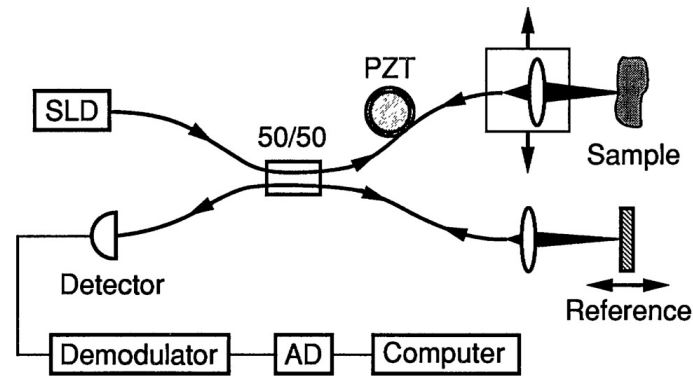 PZT
SLD
50/50
Sample
Detector
Reference
Demodulator
AD
Computer